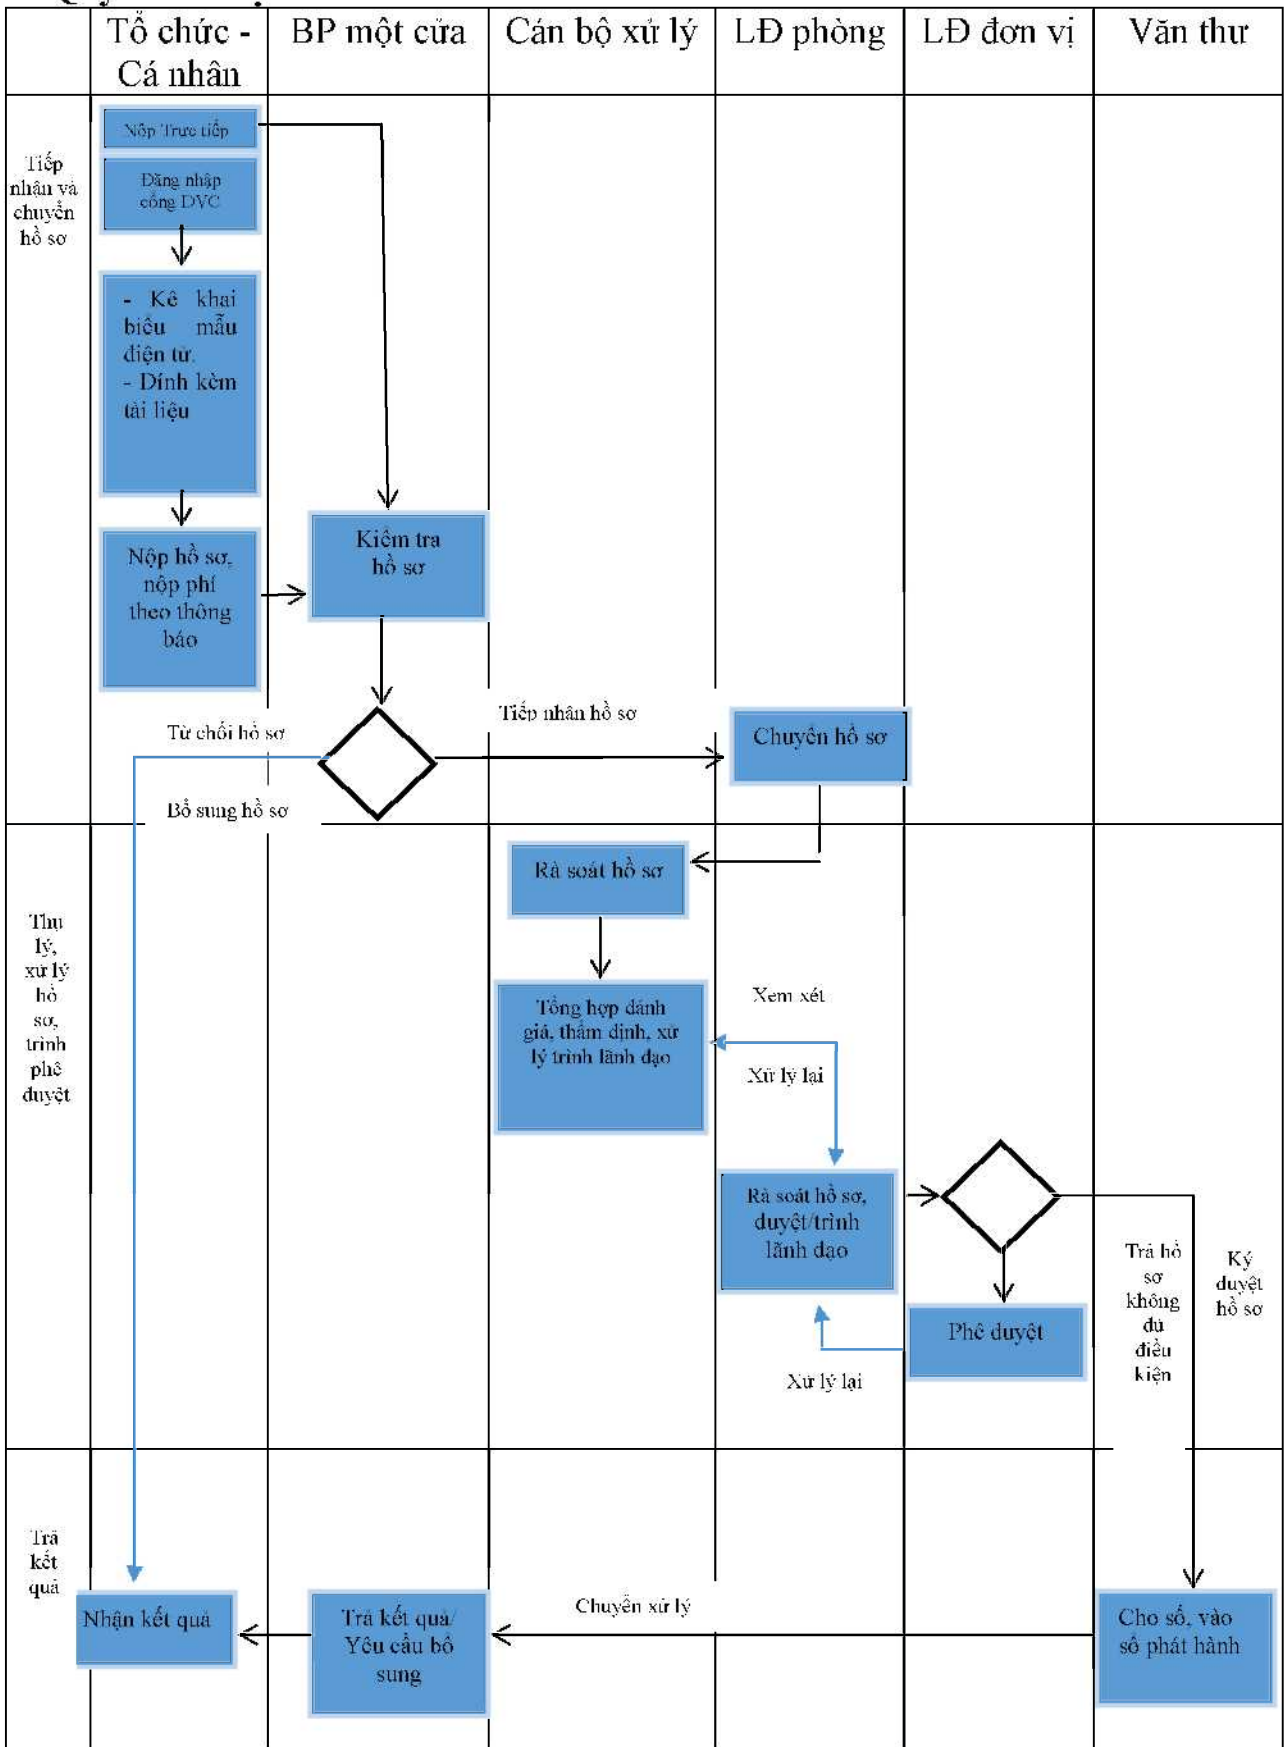 Tổ chức -
Cá nhân
BP một cửa
Cán bộ xử lý
LĐ phòng
LĐ đơn vị
Văn thư
Tiếp
nhận và
chuyển
hồ sơ
Nộp Trực tiếp
Đăng nhập
cổng DVC
- Kê khai
biểu mẫu
điện tử.
- Đính kèm
tài liệu
Nộp hồ sơ,
nộp phí
theo thông
báo
Kiểm tra
hồ sơ
Từ chối hồ sơ
Bổ sung hồ sơ
Tiếp nhận hồ sơ
Chuyển hồ sơ
Thụ
lý,
xử lý
hồ
sơ,
trình
phê
duyệt
Rà soát hồ sơ
Tổng hợp đánh
giá, thẩm định, xử
lý trình lãnh đạo
Xem xét
Xử lý lại
Rà soát hồ sơ,
duyệt/trình
lãnh đạo
Phê duyệt
Xử lý lại
Trả hồ
sơ
không
đủ
điều
kiện
Ký
duyệt
hồ sơ
Trả
kết
quả
Nhận kết quả
Trả kết quả/
Yêu cầu bổ
sung
Chuyển xử lý
Cho số, vào
sổ phát hành